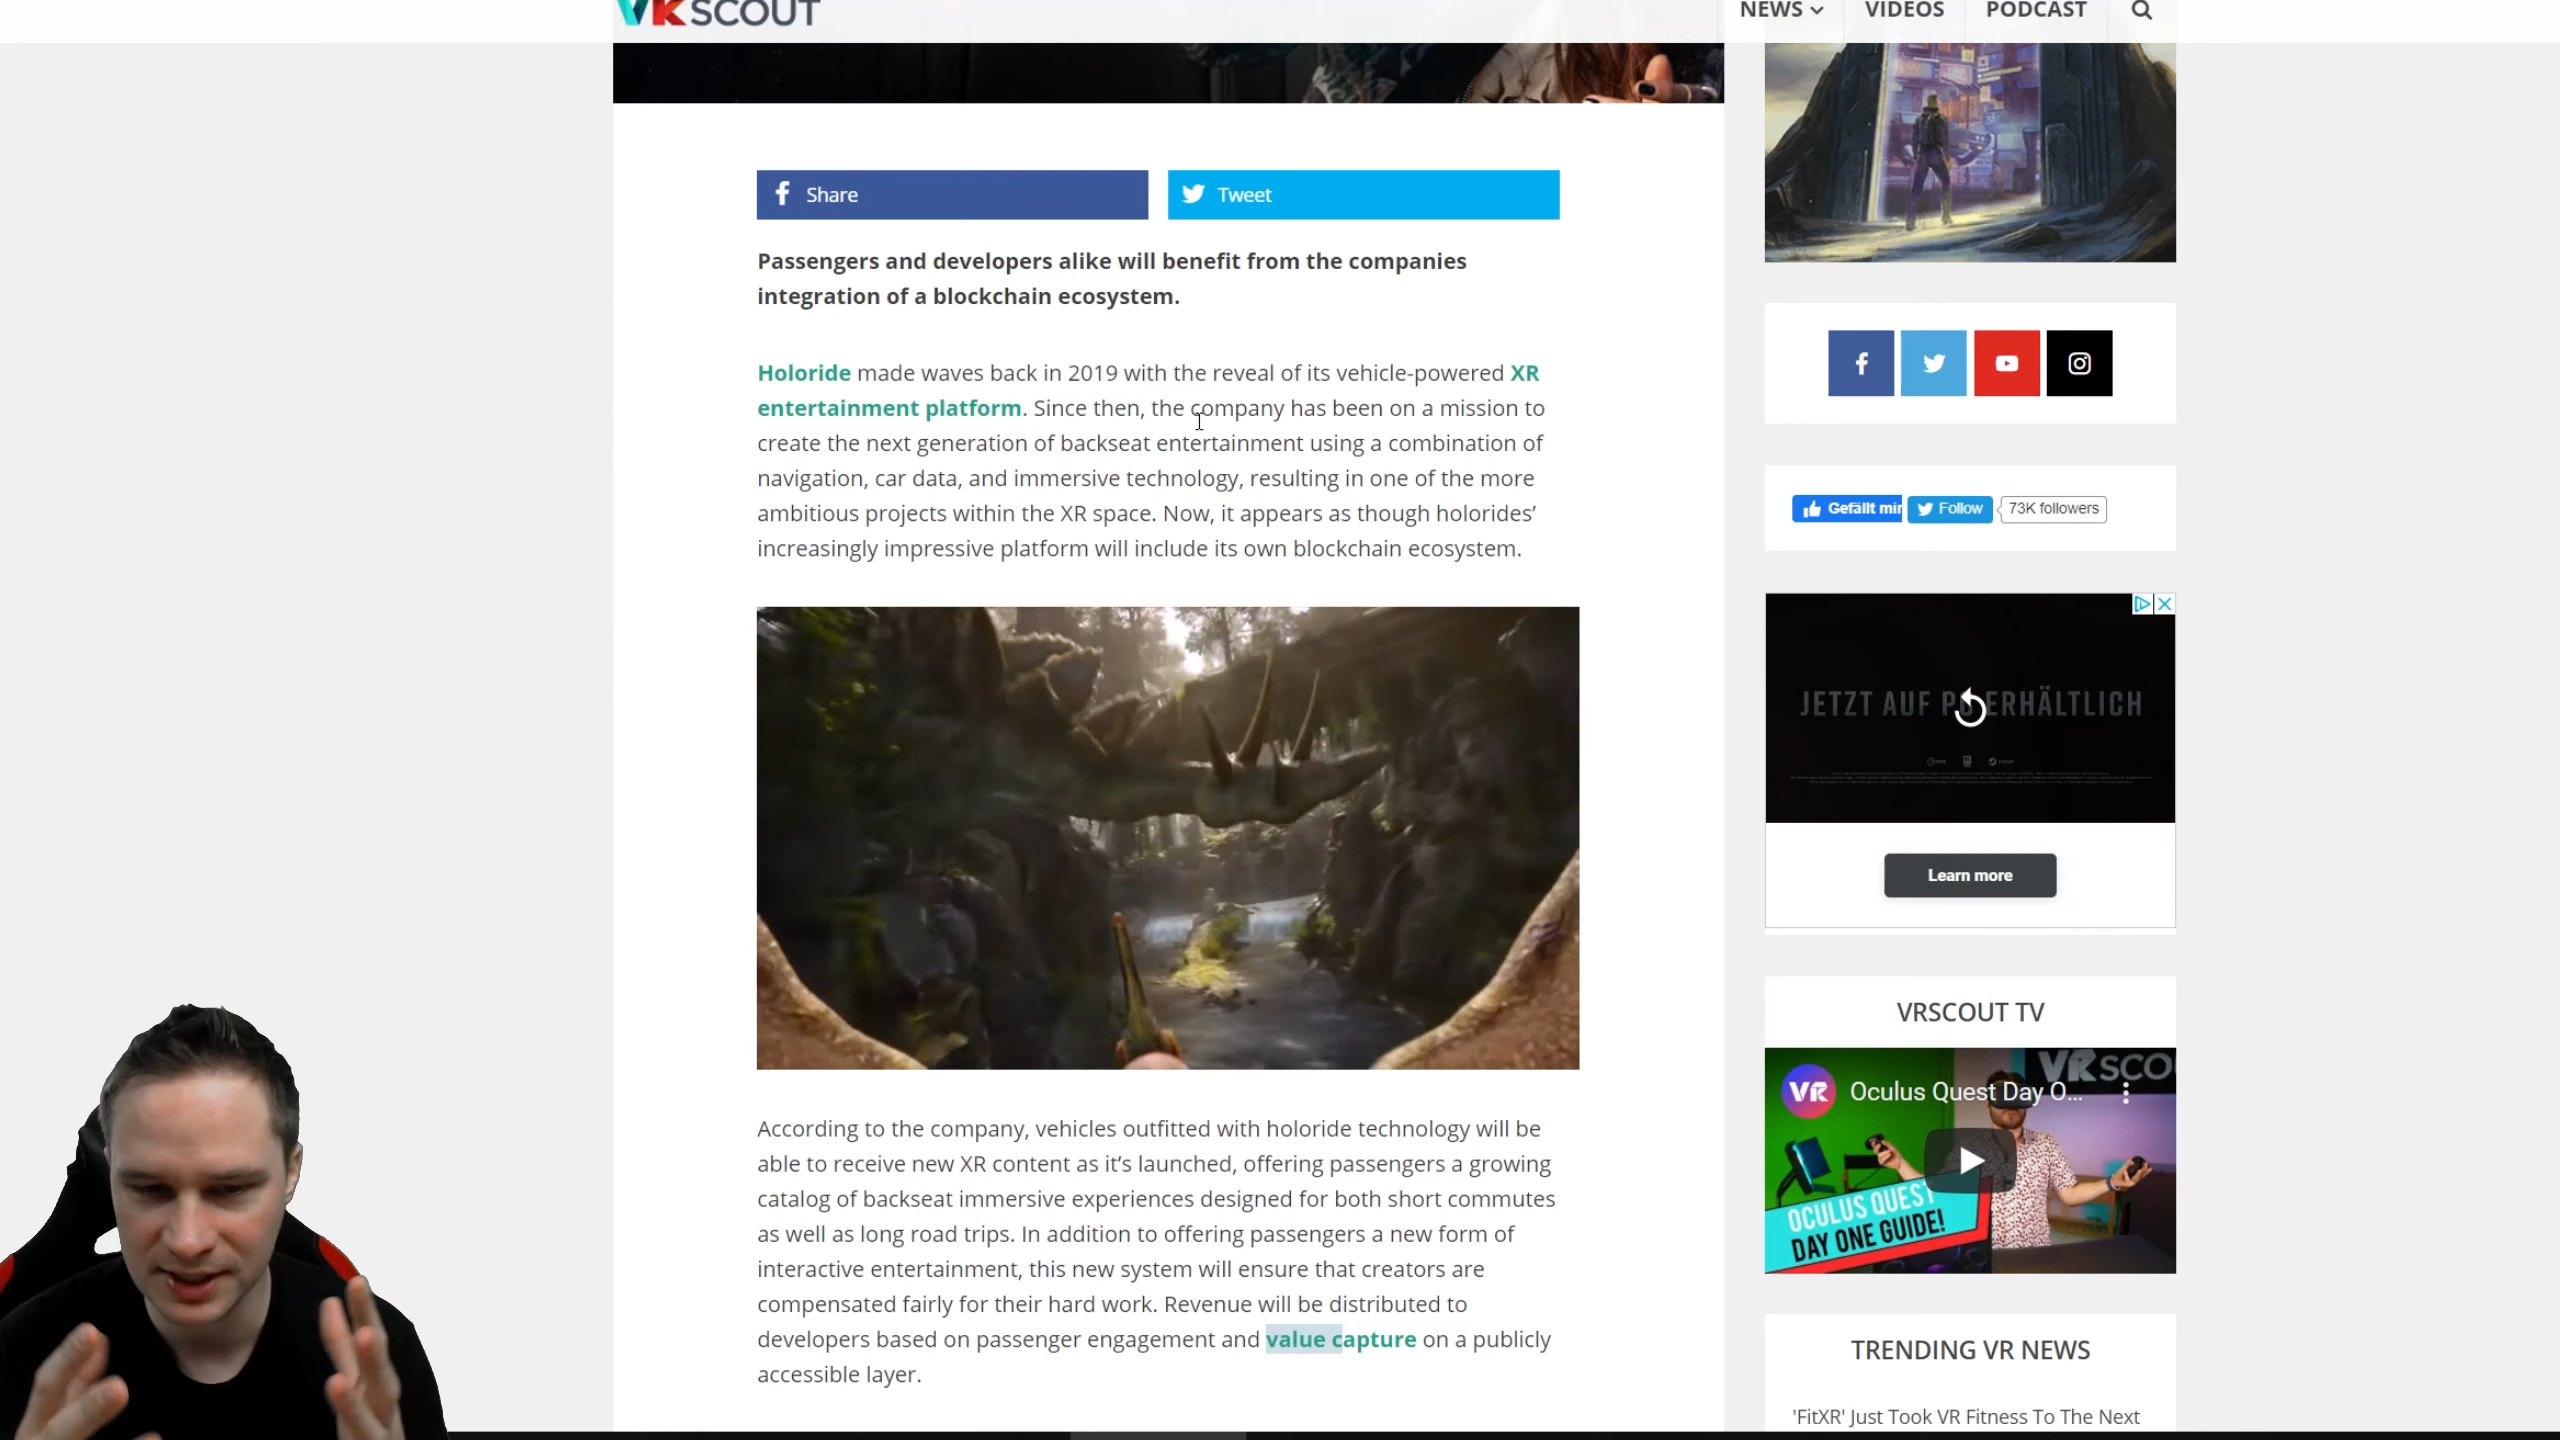 VRSCOUT
NEWS
VIDEOS
PODCAST
Share
Tweet
Passengers and developers alike will benefit from the companies
integration of a blockchain ecosystem.
Holoride made waves back in 2019 with the reveal of its vehicle-powered XR
entertainment platform. Since then, the company has been on a mission to
create the next generation of backseat entertainment using a combination of
navigation, car data, and immersive technology, resulting in one of the more
ambitious projects within the XR space. Now, it appears as though holorides’
increasingly impressive platform will include its own blockchain ecosystem.
According to the company, vehicles outfitted with holoride technology will be
able to receive new XR content as it’s launched, offering passengers a growing
catalog of backseat immersive experiences designed for both short commutes
as well as long road trips. In addition to offering passengers a new form of
interactive entertainment, this new system will ensure that creators are
compensated fairly for their hard work. Revenue will be distributed to
developers based on passenger engagement and value capture on a publicly
accessible layer.
Gefällt mir
Follow
73K followers
JETZT AUF PC ERHÄLTLICH
Learn more
VRSCOUT TV
VRSCO
VR
Oculus Quest Day O...
OCULUS QUEST
DAY ONE GUIDE!
TRENDING VR NEWS
'FitXR' Just Took VR Fitness To The Next